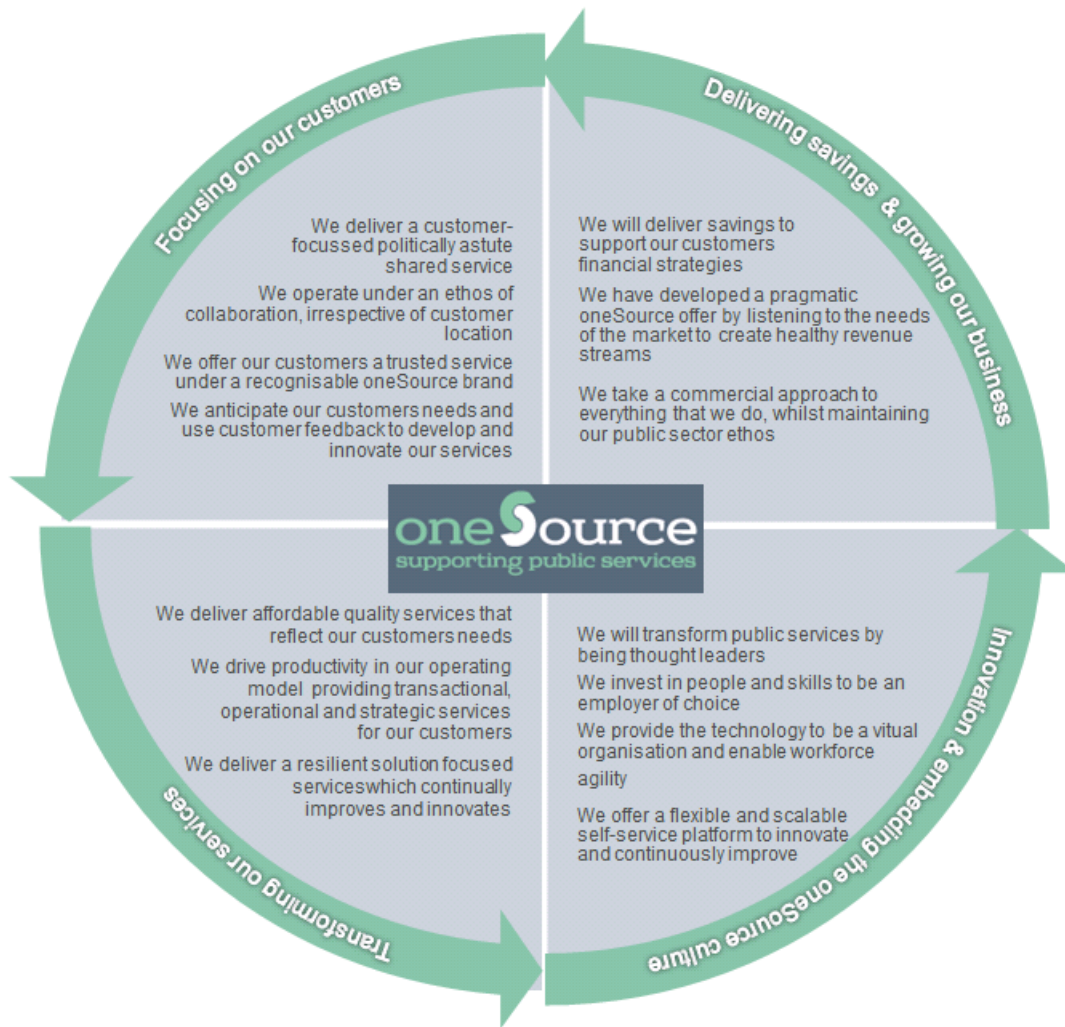 Focusing on our customers
We deliver a customer-
focussed politically astute
shared service
We operate under an ethos of
collaboration, irrespective of customer
location
We offer our customers a trusted service
under a recognisable oneSource brand
We anticipate our customers needs and
use customer feedback to develop and
innovate our services
Delivering savings & growing our business
We will deliver savings to
support our customers
financial strategies
We have developed a pragmatic
oneSource offer by listening to the needs
of the market to create healthy revenue
streams
We take a commercial approach to
everything that we do, whilst maintaining
our public sector ethos
oneSource
supporting public services
Transforming our services
We deliver affordable quality services that
reflect our customers needs
We drive productivity in our operating
model providing transactional,
operational and strategic services
for our customers
We deliver a resilient solution focused
serviceswhich continually
improves and innovates
Innovation & embedding the oneSource culture
We will transform public services by
being thought leaders
We invest in people and skills to be an
employer of choice
We provide the technology to be a vitual
organisation and enable workforce
agility
We offer a flexible and scalable
self-service platform to innovate
and continuously improve